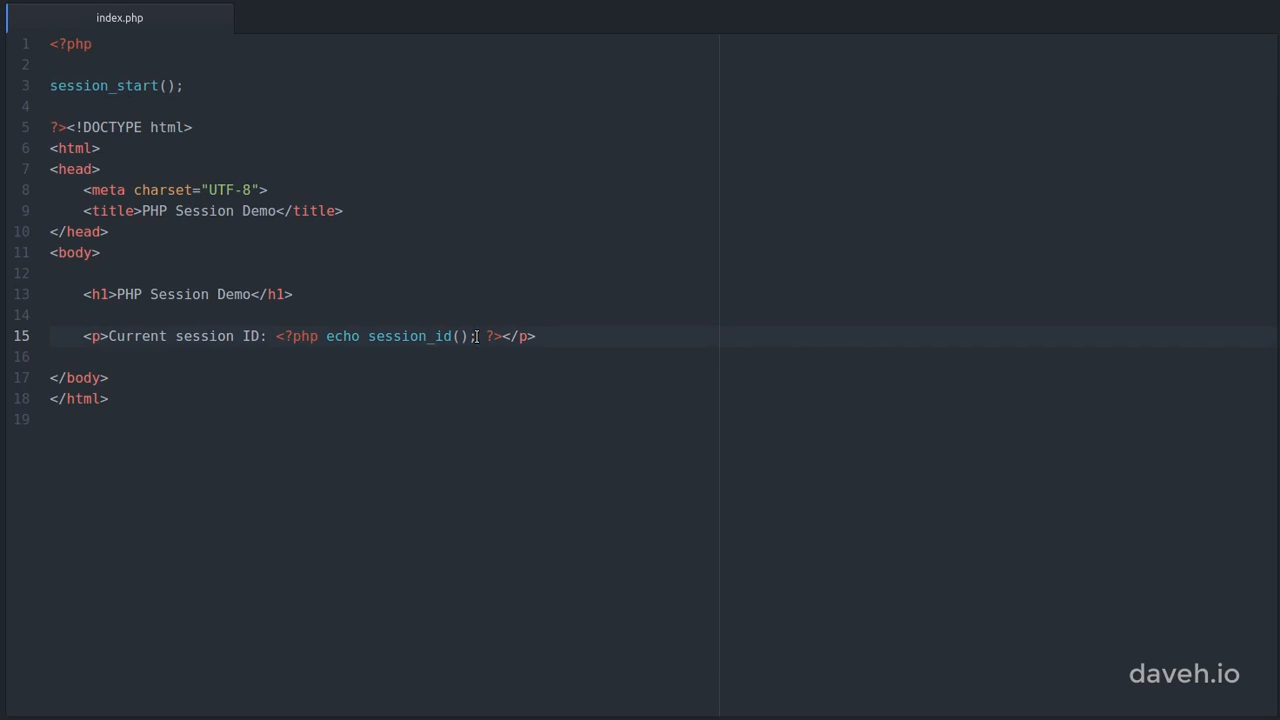 index.php
1 <?php
2
3 session_start();
4
5 ?><!DOCTYPE html>
6 <html>
7 <head>
8     <meta charset="UTF-8">
9     <title>PHP Session Demo</title>
10 </head>
11 <body>
12
13     <h1>PHP Session Demo</h1>
14
15     <p>Current session ID: <?php echo session_id(); ?></p>
16
17 </body>
18 </html>
19
daveh.io